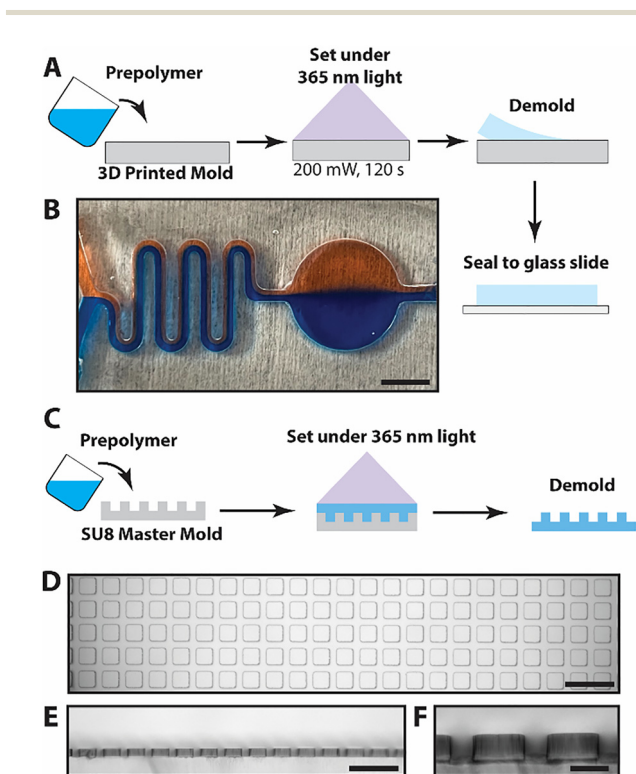 A
Prepolymer
Set under
365 nm light
Demold
3D Printed Mold
200 mW, 120 s
B
Seal to glass slide
C
Prepolymer
Set under 365 nm light
Demold
SU8 Master Mold
D
E
F